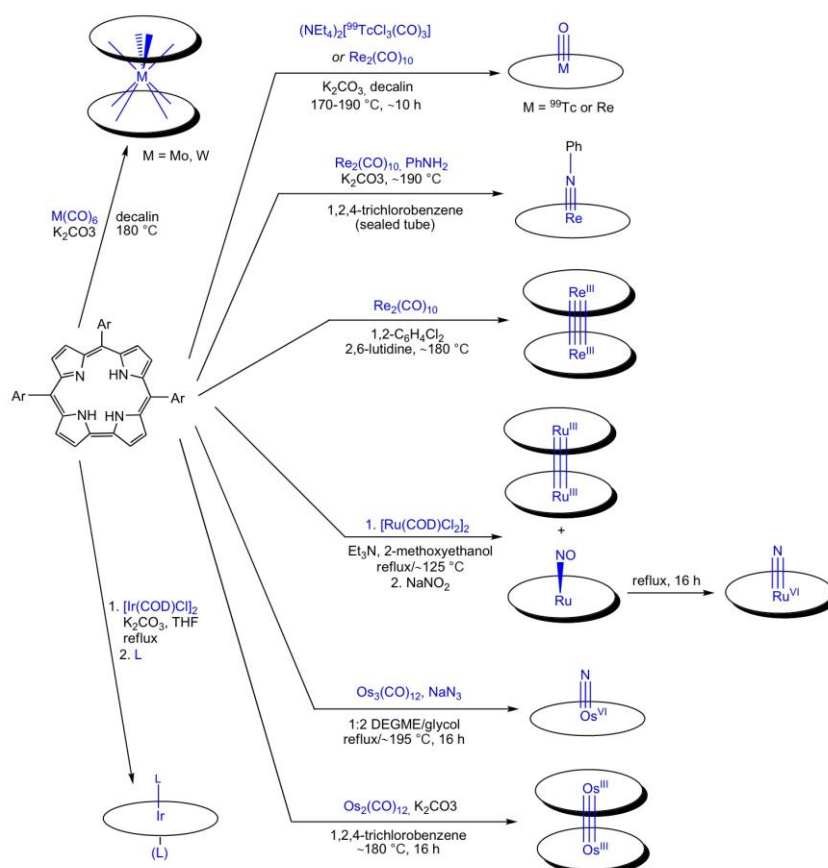 (NEt₄)₂[⁹⁹TcCl₃(CO)₃]
or Re₂(CO)₁₀
K₂CO₃, decalin
170-190 °C, ~10 h
O
M
M = ⁹⁹Tc or Re
M
M = Mo, W
M(CO)₆
K₂CO3
decalin
180 °C
Re₂(CO)₁₀, PhNH₂
K₂CO3, ~190 °C
1,2,4-trichlorobenzene
(sealed tube)
Ph
N
Re
Re₂(CO)₁₀
1,2-C₆H₄Cl₂
2,6-lutidine, ~180 °C
Reᴵᴵᴵ
Reᴵᴵᴵ
Ar
N
HN
Ar
Ar
NH
HN
1. [Ru(COD)Cl₂]₂
Et₃N, 2-methoxyethanol
reflux/~125 °C
2. NaNO₂
Ruᴵᴵᴵ
Ruᴵᴵᴵ
+
NO
Ru
reflux, 16 h
N
Ruⱽᴵ
1. [Ir(COD)Cl]₂
K₂CO₃, THF
reflux
2. L
L
Ir
(L)
Os₃(CO)₁₂, NaN₃
1:2 DEGME/glycol
reflux/~195 °C, 16 h
N
Osⱽᴵ
Os₂(CO)₁₂, K₂CO3
1,2,4-trichlorobenzene
~180 °C, 16 h
Osᴵᴵᴵ
Osᴵᴵᴵ